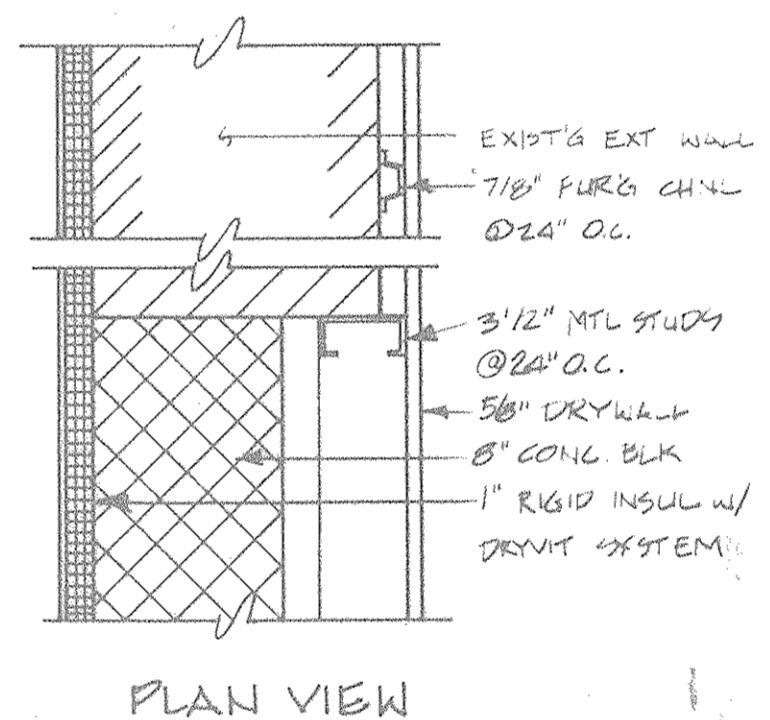 EXIST'G EXT WALL
7/8" FUR'G CHNL
@24" O.C.
3 1/2" MTL STUDS
@24" O.C.
5/8" DRYWALL
8" CONC. BLK
1" RIGID INSUL W/
DRYVIT SYSTEM
PLAN VIEW